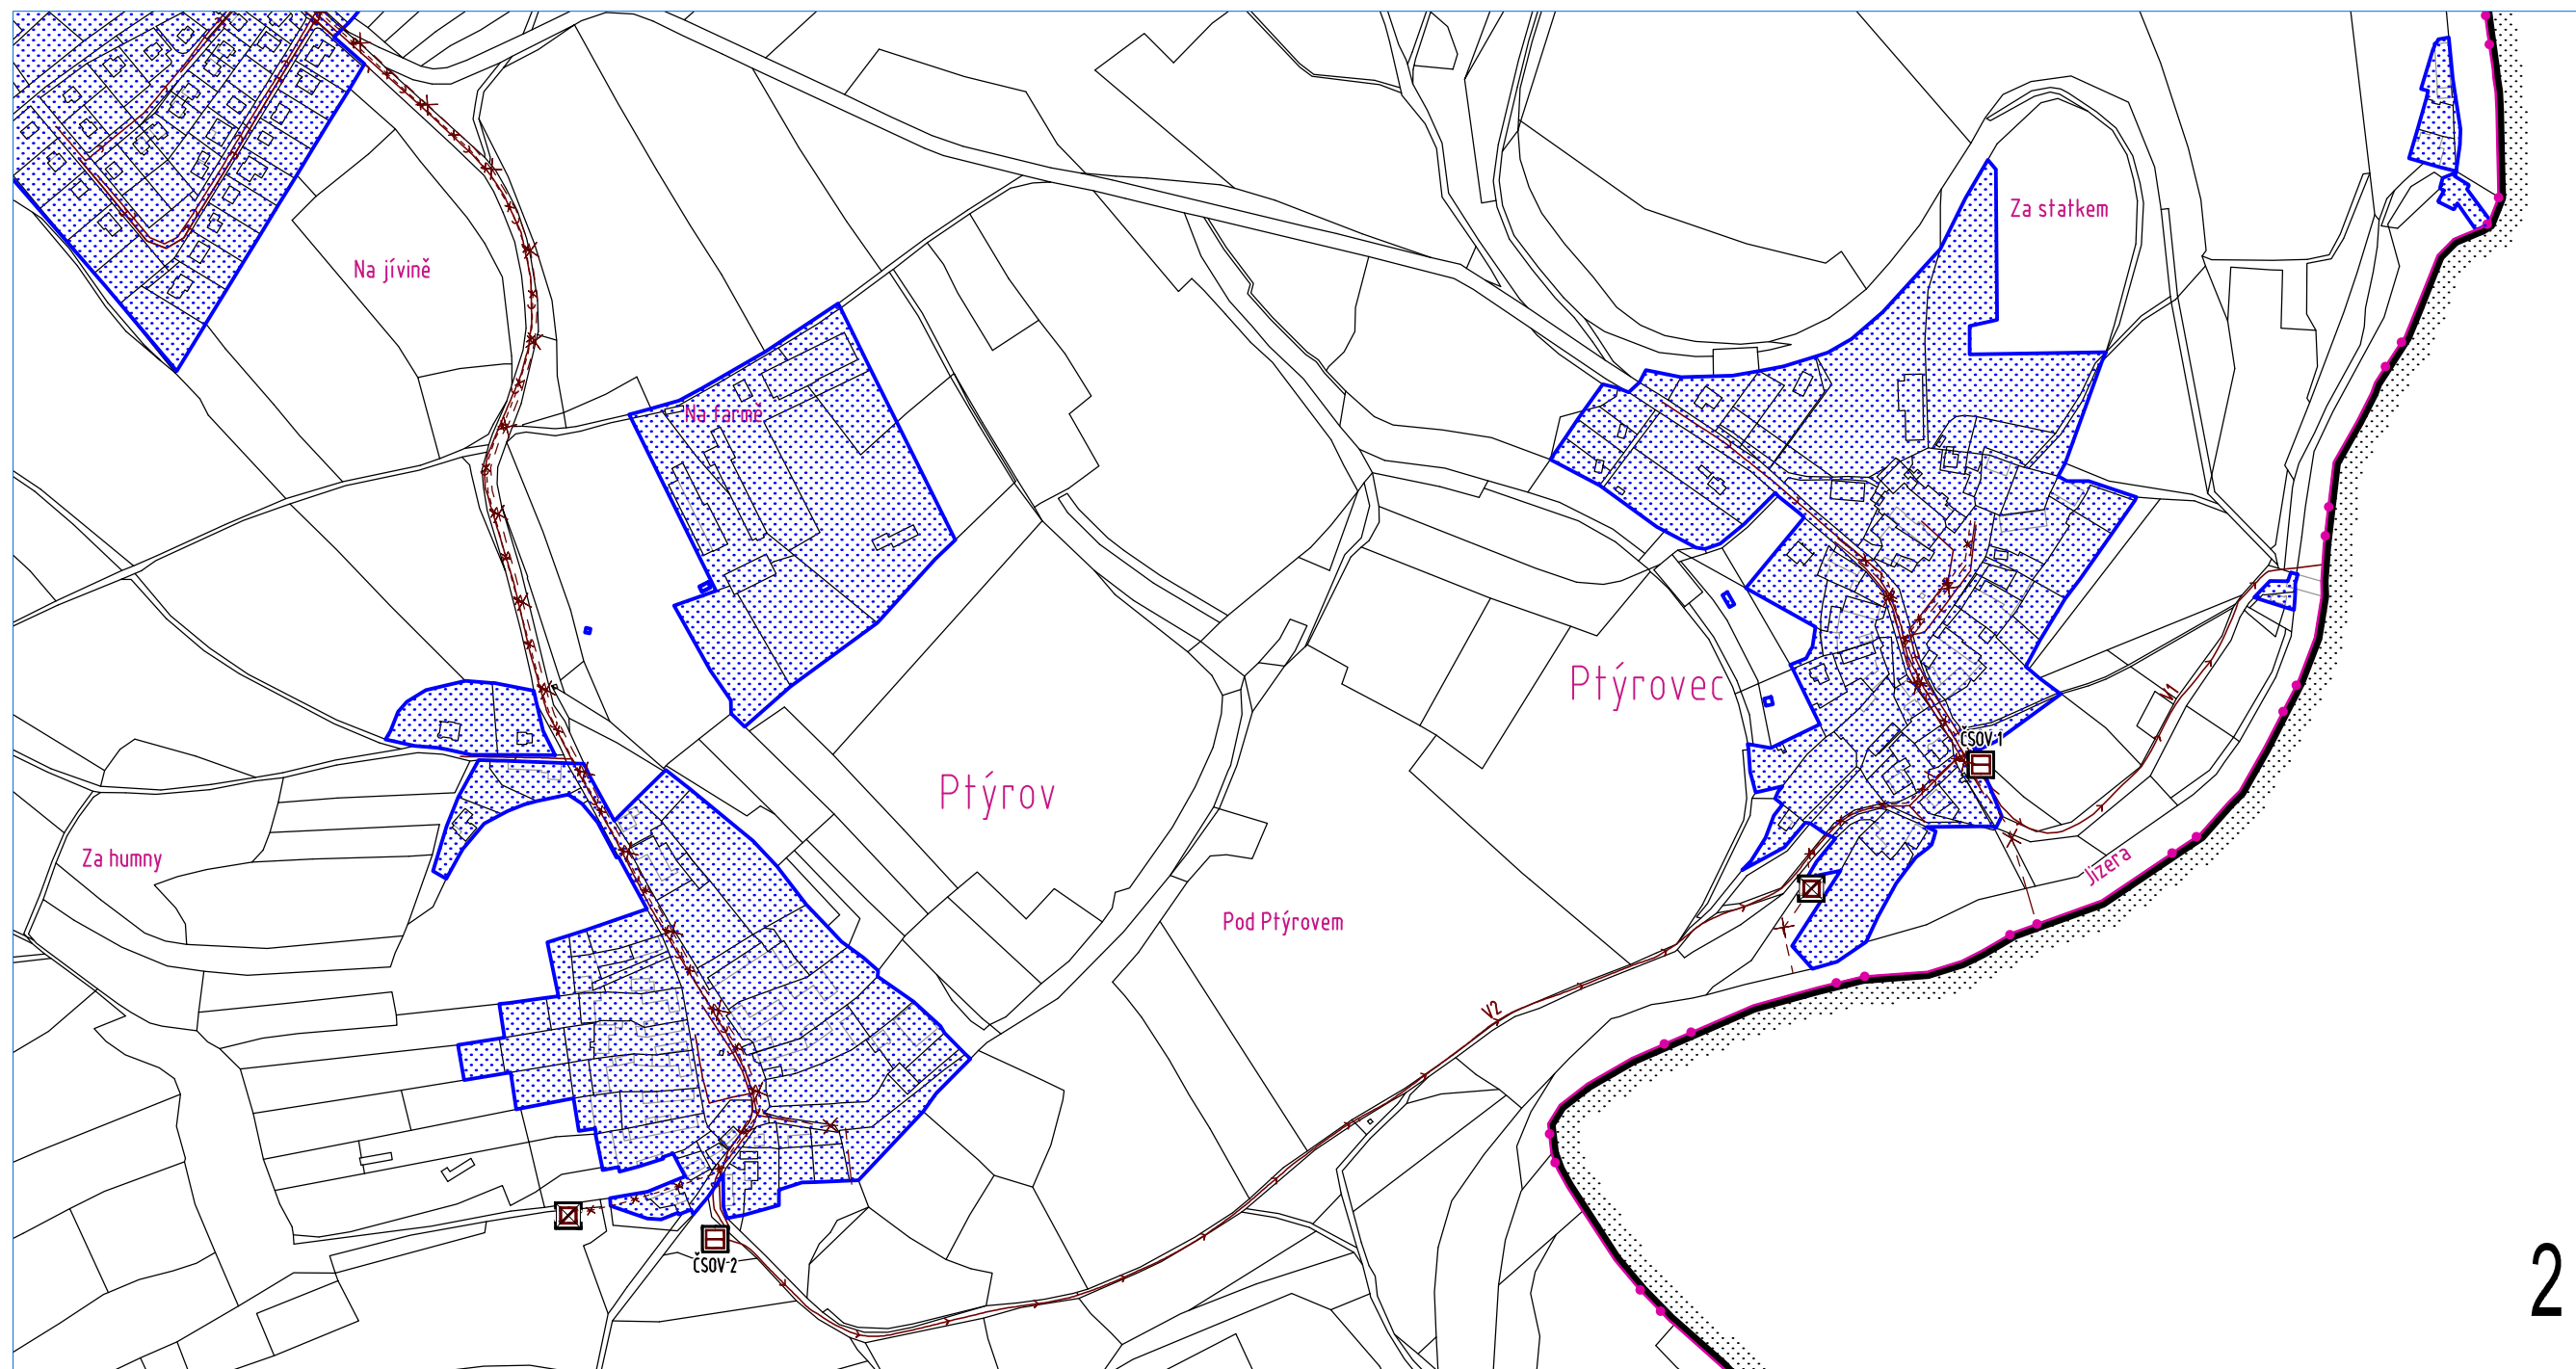 Za statkem
Na jívině
Na farmě
Ptýrovec
M1
ČSOV 1
Ptýrov
Za humny
Jizera
Pod Ptýrovem
V2
ČSOV 2
2